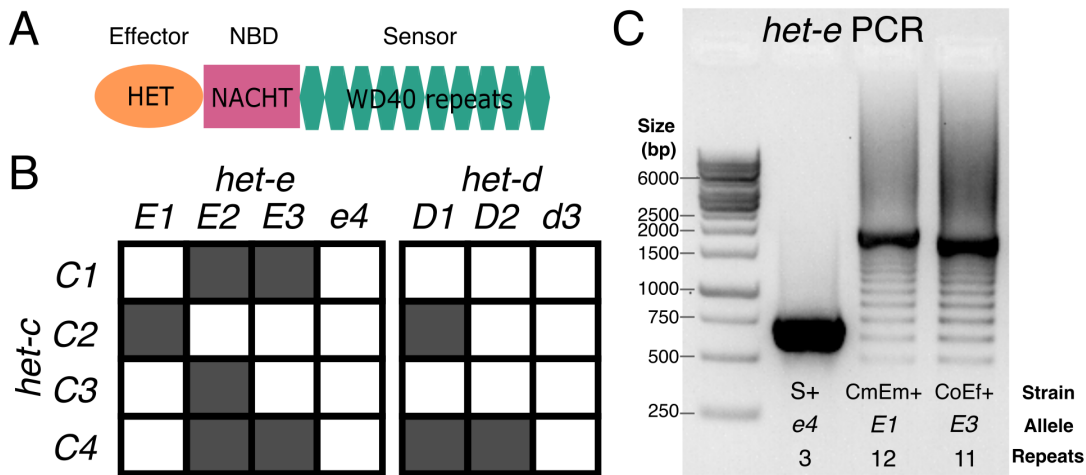 A
Effector NBD Sensor
HET NACHT WD40 repeats
B
het-e het-d
E1 E2 E3 e4 D1 D2 d3
het-c
C1
C2
C3
C4
C
het-e PCR
Size
(bp)
6000
2500
2000
1500
1000
750
500
250
S+ CmEm+ CoEf+ Strain
e4 E1 E3 Allele
3 12 11 Repeats